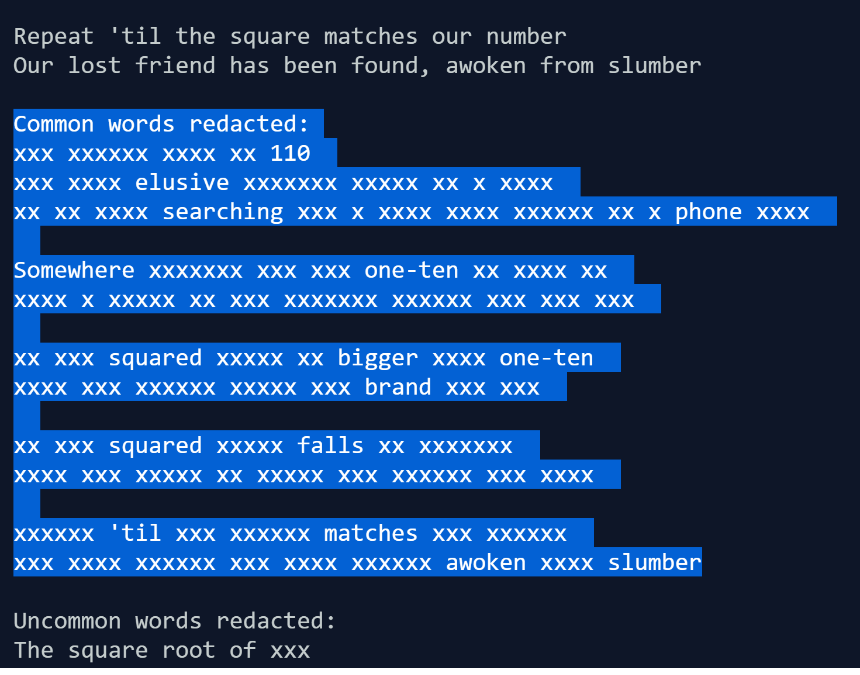 Repeat 'til the square matches our number
Our lost friend has been found, awoken from slumber
Common words redacted:
xxx xxxxxx xxxx xx 110
xxx xxxx elusive xxxxxxx xxxxx xx x xxxx
xx xx xxxx searching xxx x xxxx xxxx xxxxxx xx x phone xxxx
Somewhere xxxxxxx xxx xxx one-ten xx xxxx xx
xxxx x xxxxx xx xxx xxxxxxx xxxxxx xxx xxx xxx
xx xxx squared xxxxx xx bigger xxxx one-ten
xxxx xxx xxxxxx xxxxx xxx brand xxx xxx
xx xxx squared xxxxx falls xx xxxxxxx
xxxx xxx xxxxx xx xxxxx xxx xxxxxx xxx xxxx
xxxxxx 'til xxx xxxxxx matches xxx xxxxxx
xxx xxxx xxxxxx xxx xxxx xxxxxx awoken xxxx slumber
Uncommon words redacted:
The square root of xxx